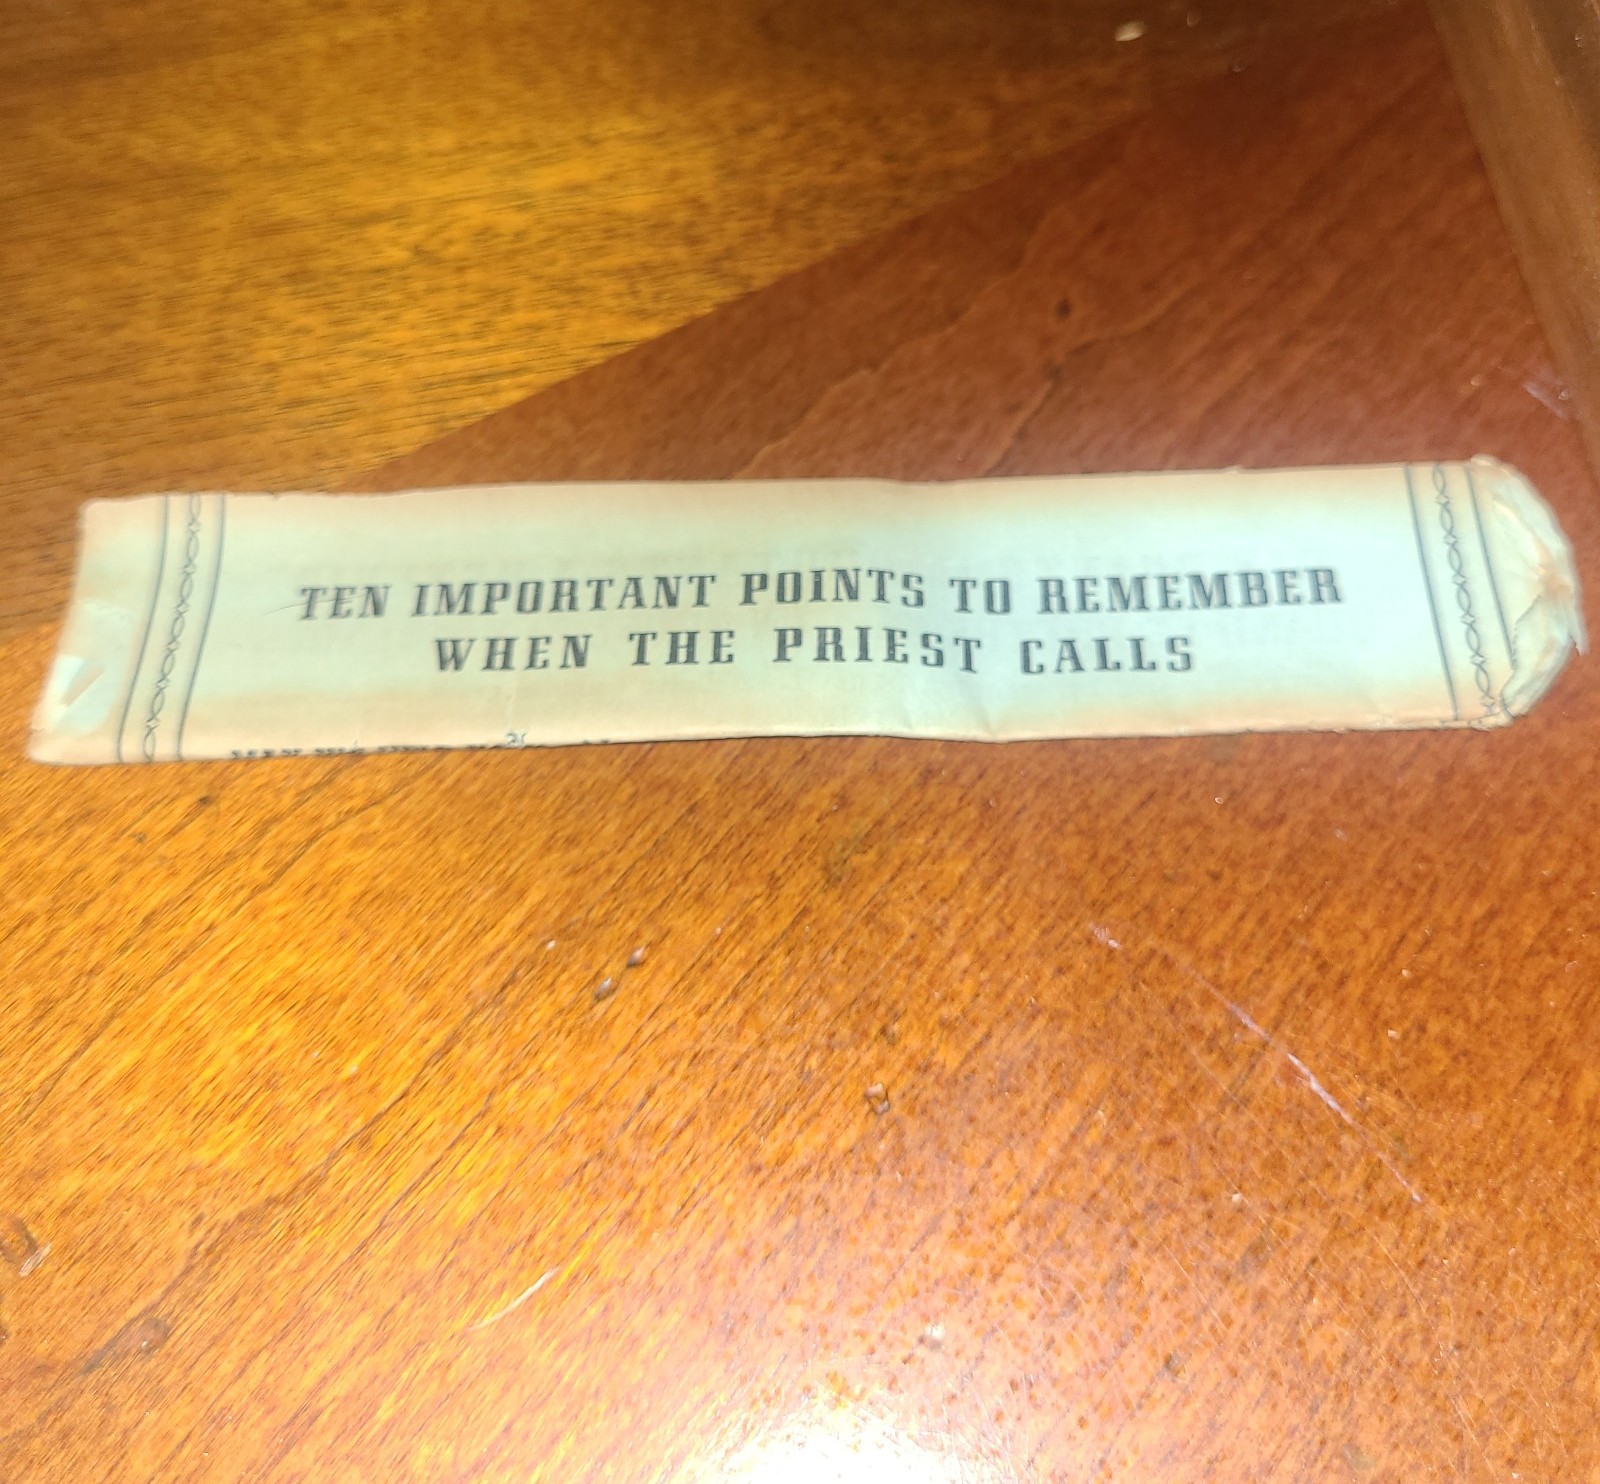 TEN IMPORTANT POINTS TO REMEMBER
WHEN THE PRIEST CALLS